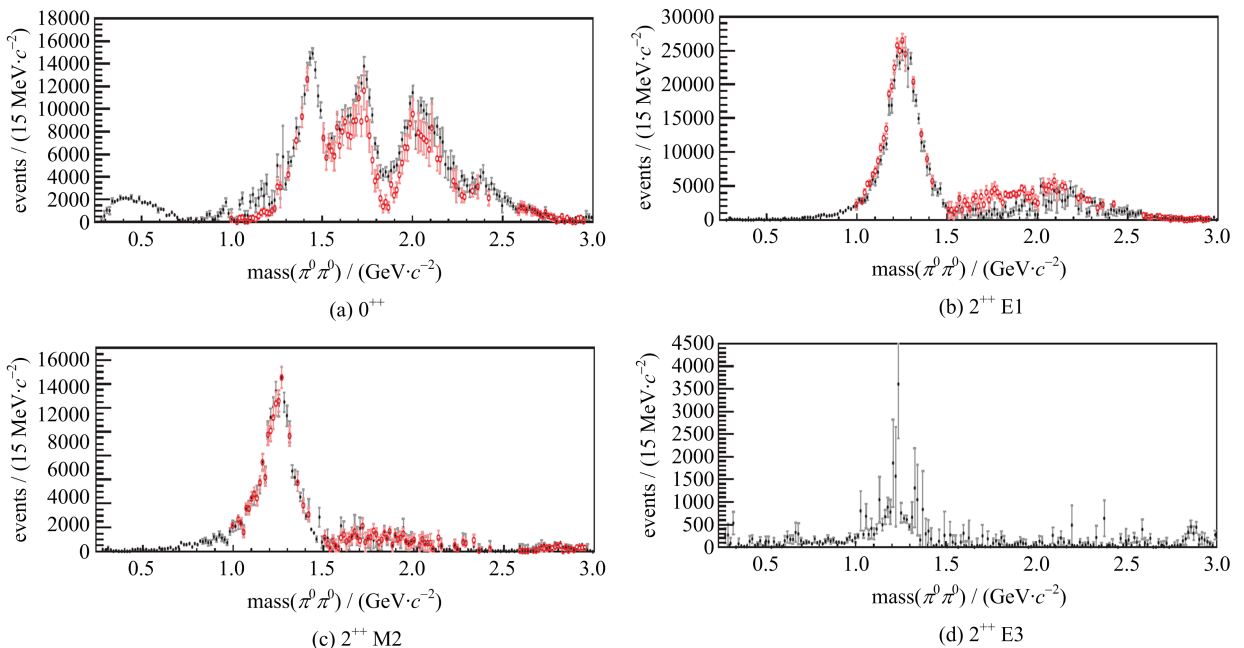 events / (15 MeV·c⁻²)
18000
16000
14000
12000
10000
8000
6000
4000
2000
0
0.5 1.0 1.5 2.0 2.5 3.0
mass(π⁰π⁰) / (GeV·c⁻²)
(a) 0⁺⁺
events / (15 MeV·c⁻²)
30000
25000
20000
15000
10000
5000
0
0.5 1.0 1.5 2.0 2.5 3.0
mass(π⁰π⁰) / (GeV·c⁻²)
(b) 2⁺⁺ E1
events / (15 MeV·c⁻²)
16000
14000
12000
10000
8000
6000
4000
2000
0
0.5 1.0 1.5 2.0 2.5 3.0
mass(π⁰π⁰) / (GeV·c⁻²)
(c) 2⁺⁺ M2
events / (15 MeV·c⁻²)
4500
4000
3500
3000
2500
2000
1500
1000
500
0
0.5 1.0 1.5 2.0 2.5 3.0
mass(π⁰π⁰) / (GeV·c⁻²)
(d) 2⁺⁺ E3